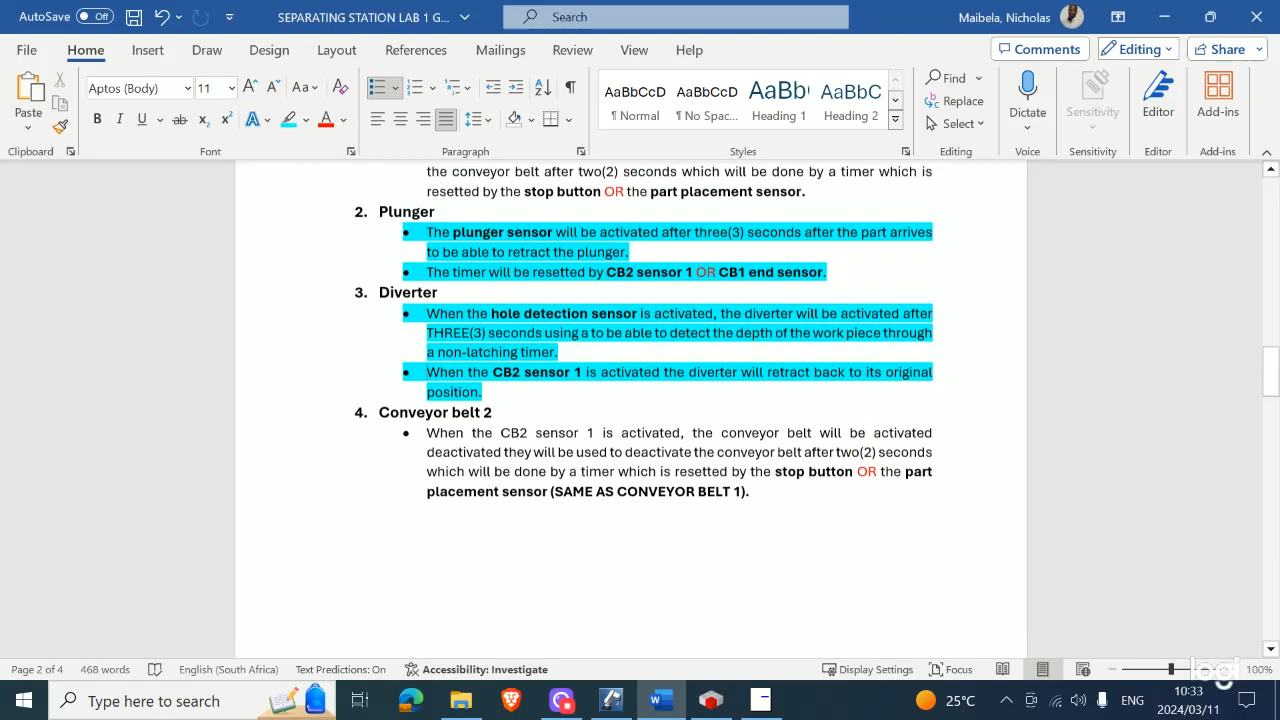 AutoSave Off SEPARATING STATION LAB 1 G... Search Maibela, Nicholas
File Home Insert Draw Design Layout References Mailings Review View Help Comments Editing Share
Paste Aptos (Body) 11 Aa AaBbCcD AaBbCcD AaBb( AaBbC Find Replace Select Dictate Sensitivity Editor Add-ins
¶ Normal ¶ No Spac... Heading 1 Heading 2
Clipboard Font Paragraph Styles Editing Voice Sensitivity Editor Add-ins
the conveyor belt after two(2) seconds which will be done by a timer which is
resetted by the stop button OR the part placement sensor.
2. Plunger
• The plunger sensor will be activated after three(3) seconds after the part arrives
to be able to retract the plunger.
• The timer will be resetted by CB2 sensor 1 OR CB1 end sensor.
3. Diverter
• When the hole detection sensor is activated, the diverter will be activated after
THREE(3) seconds using a to be able to detect the depth of the work piece through
a non-latching timer.
• When the CB2 sensor 1 is activated the diverter will retract back to its original
position.
4. Conveyor belt 2
• When the CB2 sensor 1 is activated, the conveyor belt will be activated
deactivated they will be used to deactivate the conveyor belt after two(2) seconds
which will be done by a timer which is resetted by the stop button OR the part
placement sensor (SAME AS CONVEYOR BELT 1).
Page 2 of 4 468 words English (South Africa) Text Predictions: On Accessibility: Investigate Display Settings Focus 100%
Type here to search 25°C ENG 10:33
2024/03/11